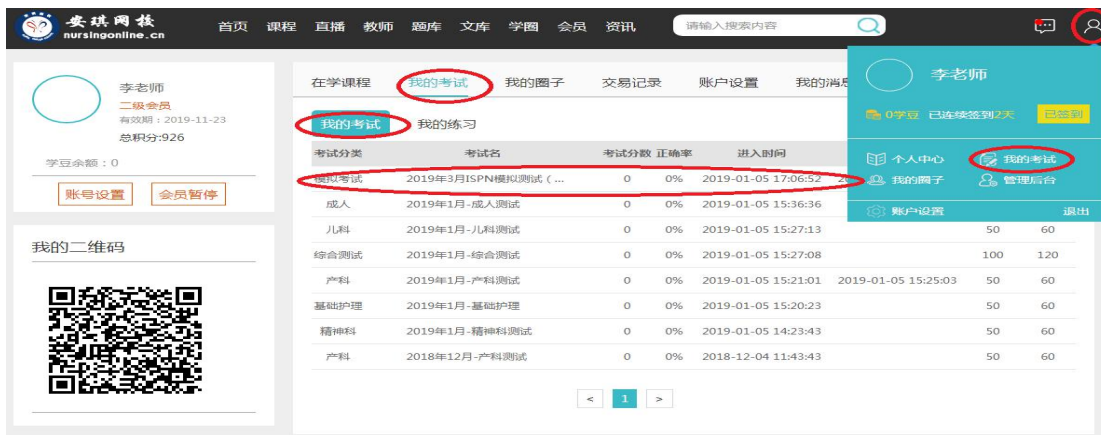 安琪网校
nursingonline.cn
首页 课程 直播 教师 题库 文库 学圈 会员 资讯 请输入搜索内容
李老师
二级会员
有效期：2019-11-23
总积分:926
学豆余额：0
账号设置 会员暂停
我的二维码
在学课程 我的考试 我的圈子 交易记录 账户设置 我的消息
我的考试 我的练习
考试分类 考试名 考试分数 正确率 进入时间
模拟考试 2019年3月ISPN模拟测试（... 0 0% 2019-01-05 17:06:52
成人 2019年1月-成人测试 0 0% 2019-01-05 15:36:36
儿科 2019年1月-儿科测试 0 0% 2019-01-05 15:27:13 50 60
综合测试 2019年1月-综合测试 0 0% 2019-01-05 15:27:08 100 120
产科 2019年1月-产科测试 0 0% 2019-01-05 15:21:01 2019-01-05 15:25:03 50 60
基础护理 2019年1月-基础护理 0 0% 2019-01-05 15:20:23 50 60
精神科 2019年1月-精神科测试 0 0% 2019-01-05 14:23:43 50 60
产科 2018年12月-产科测试 0 0% 2018-12-04 11:43:43 50 60
< 1 >
李老师
0学豆 已连续签到2天 已签到
个人中心 我的考试
我的圈子 管理后台
账户设置 退出